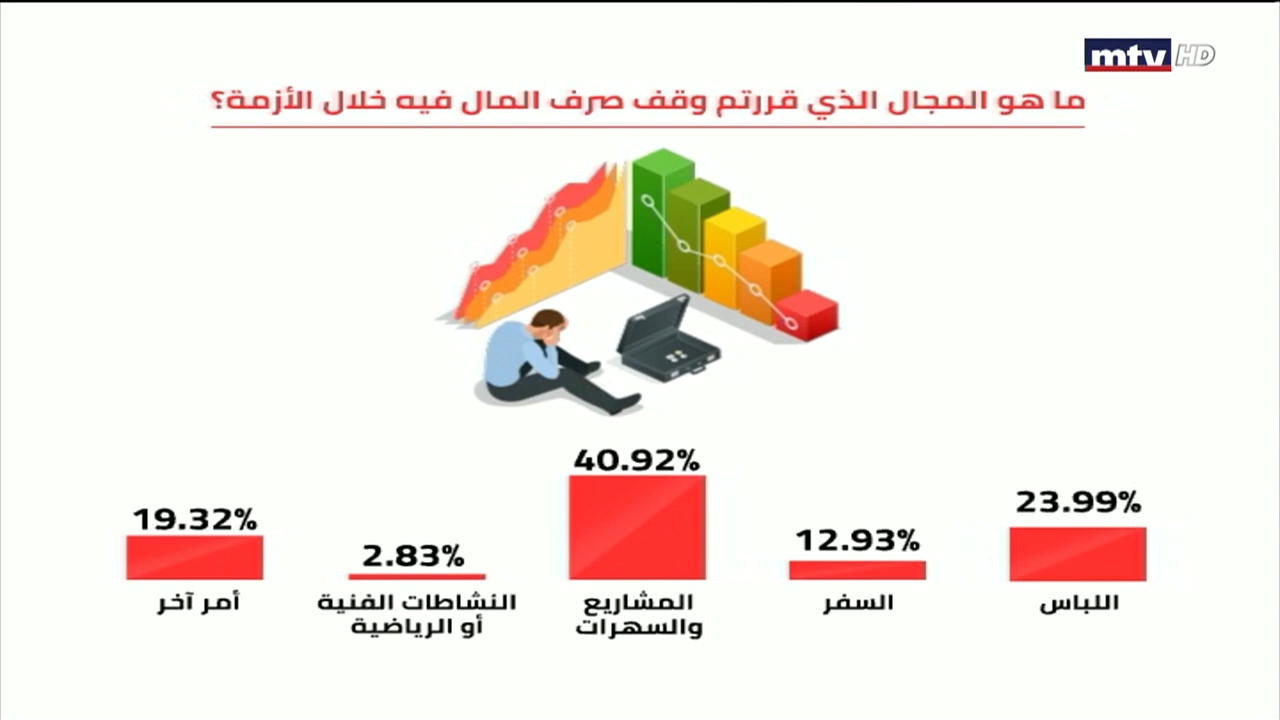 mtv HD
ما هو المجال الذي قررتم وقف صرف المال فيه خلال الأزمة؟
23.99%
اللباس
12.93%
السفر
40.92%
المشاريع
والسهرات
2.83%
النشاطات الفنية
أو الرياضية
19.32%
أمر آخر